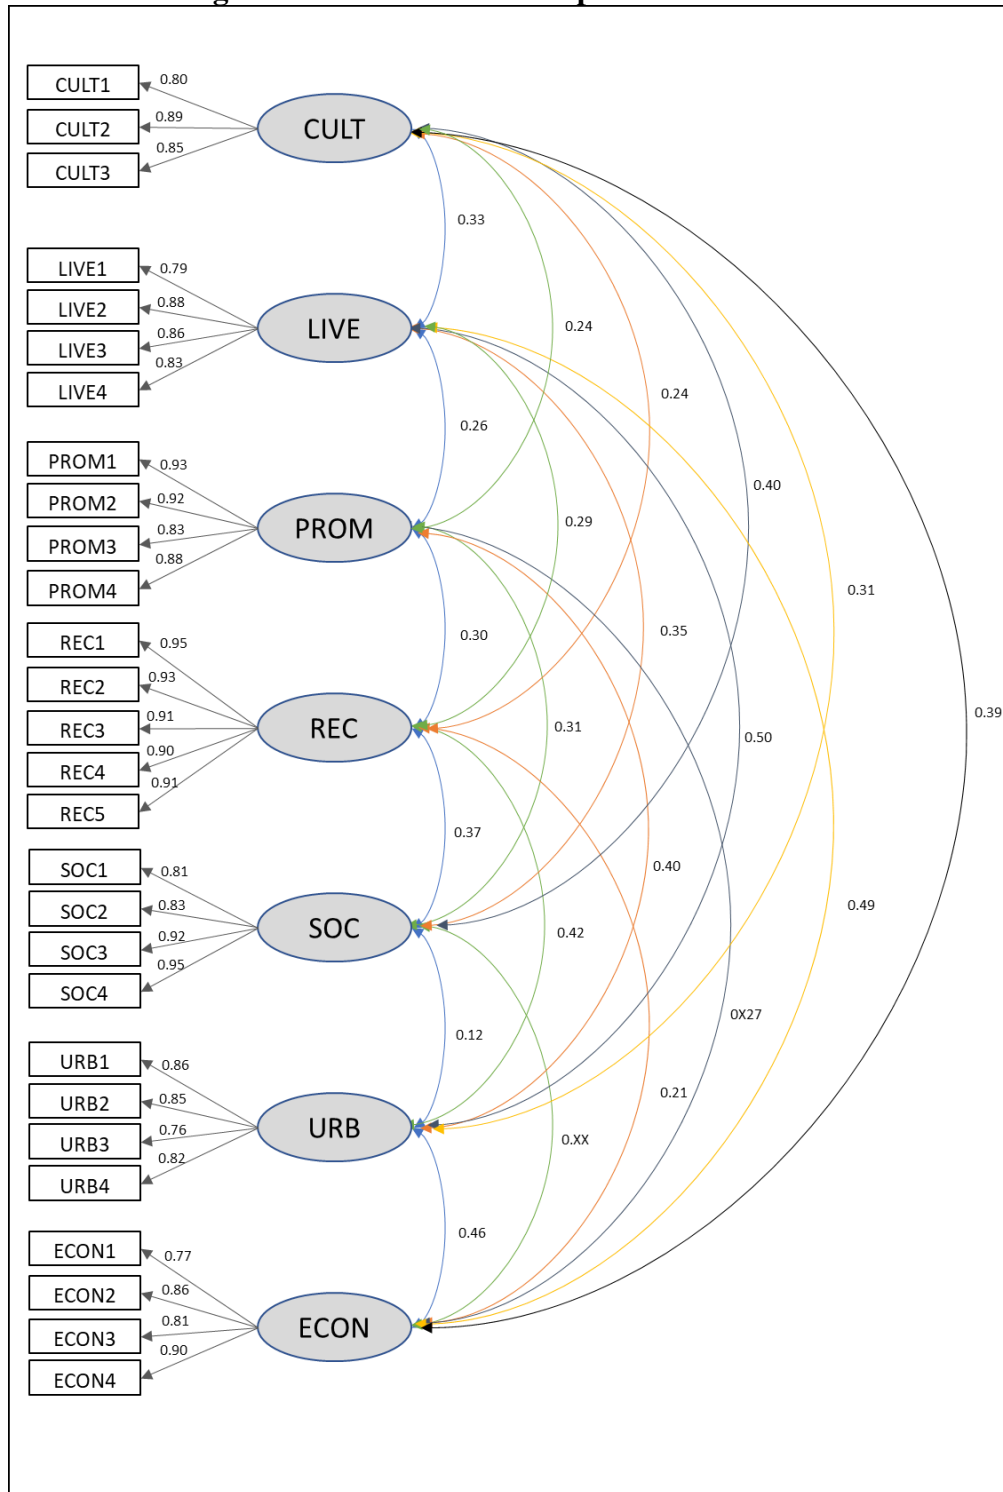 CULT1
0.80
CULT2
0.89
CULT3
0.85
CULT
0.33
LIVE1
0.79
LIVE2
0.88
LIVE3
0.86
LIVE4
0.83
LIVE
0.24
0.24
0.26
0.40
PROM1
0.93
PROM2
0.92
PROM3
0.83
PROM4
0.88
PROM
0.29
0.31
REC1
0.95
REC2
0.93
REC3
0.91
REC4
0.90
REC5
0.91
REC
0.30
0.35
0.39
0.31
0.50
0.37
SOC1
0.81
SOC2
0.83
SOC3
0.92
SOC4
0.95
SOC
0.40
0.49
0.42
0X27
0.12
URB1
0.86
URB2
0.85
URB3
0.76
URB4
0.82
URB
0.21
0.XX
0.46
ECON1
0.77
ECON2
0.86
ECON3
0.81
ECON4
0.90
ECON